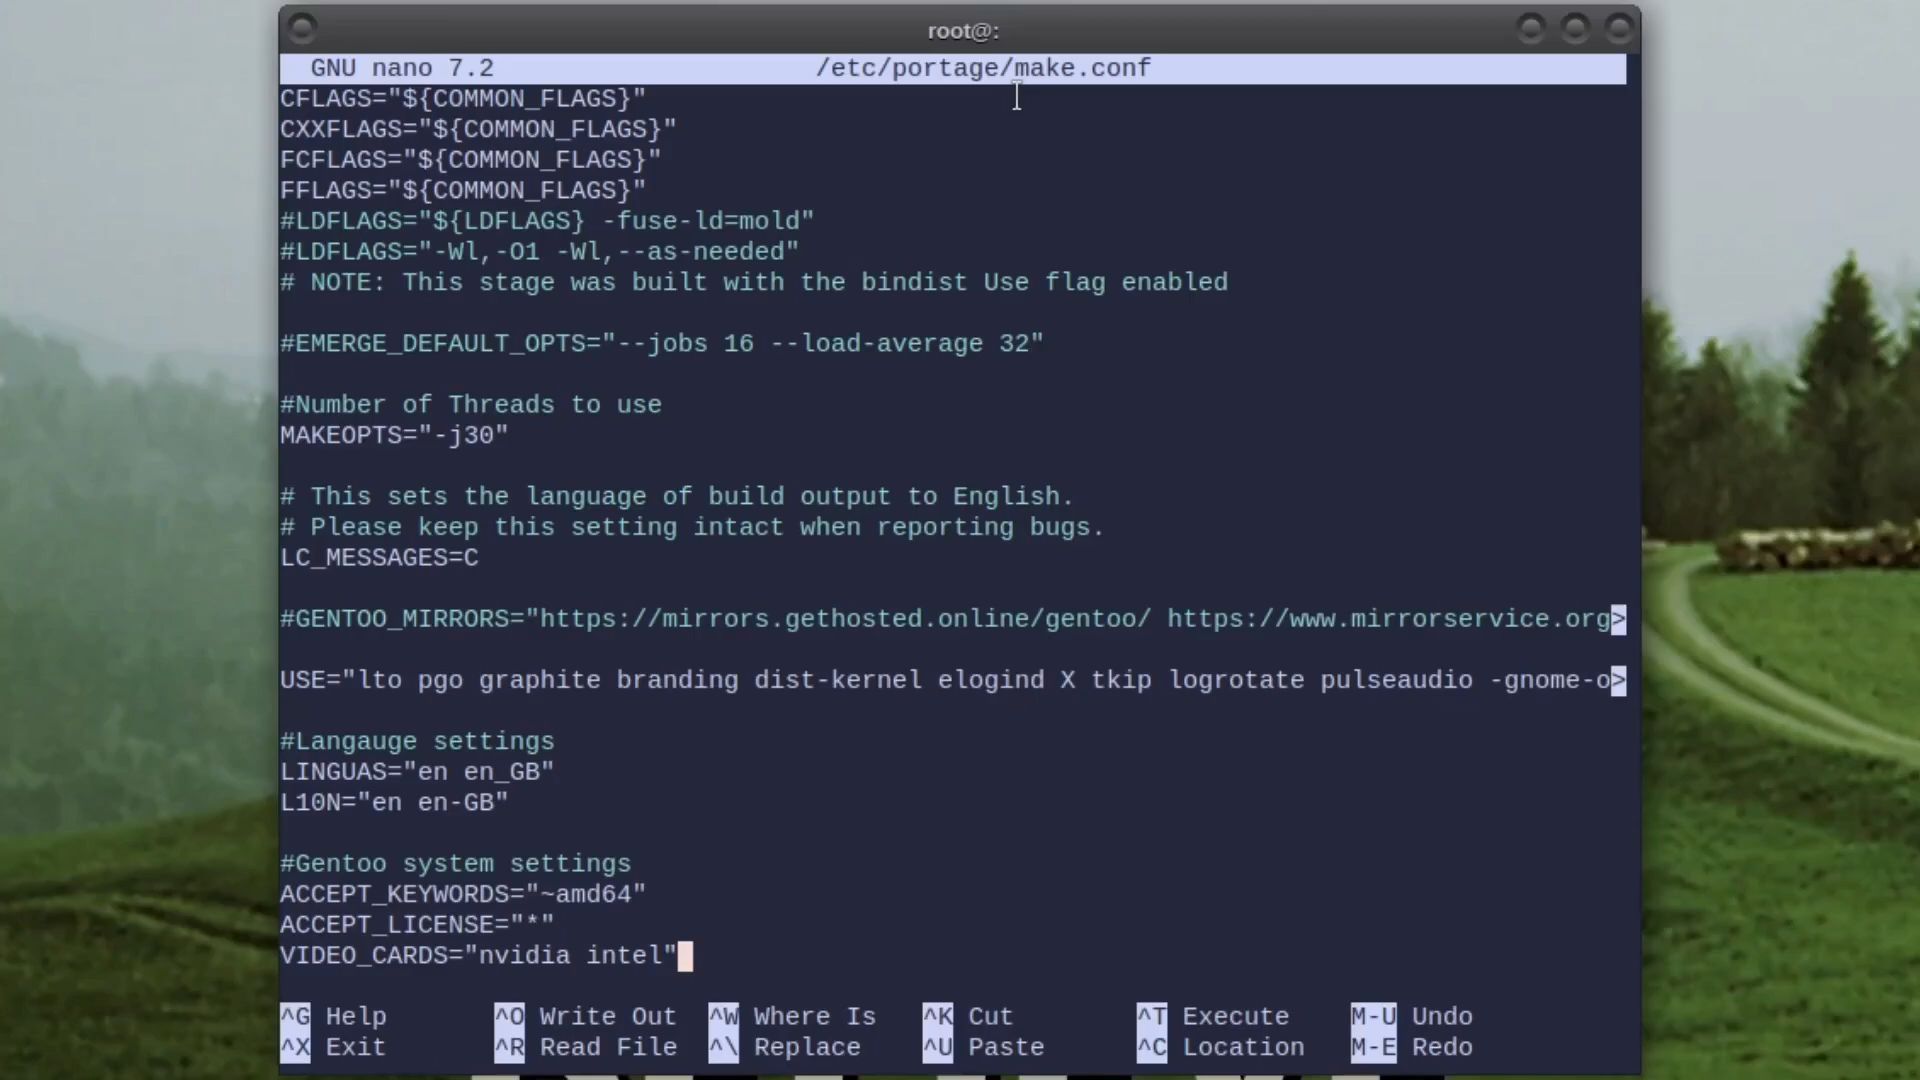 root@:
GNU nano 7.2 /etc/portage/make.conf
CFLAGS="${COMMON_FLAGS}"
CXXFLAGS="${COMMON_FLAGS}"
FCFLAGS="${COMMON_FLAGS}"
FFLAGS="${COMMON_FLAGS}"
#LDFLAGS="${LDFLAGS} -fuse-ld=mold"
#LDFLAGS="-Wl,-O1 -Wl,--as-needed"
# NOTE: This stage was built with the bindist Use flag enabled
#EMERGE_DEFAULT_OPTS="--jobs 16 --load-average 32"
#Number of Threads to use
MAKEOPTS="-j30"
# This sets the language of build output to English.
# Please keep this setting intact when reporting bugs.
LC_MESSAGES=C
#GENTOO_MIRRORS="https://mirrors.gethosted.online/gentoo/ https://www.mirrorservice.org>
USE="lto pgo graphite branding dist-kernel elogind X tkip logrotate pulseaudio -gnome-o>
#Langauge settings
LINGUAS="en en_GB"
L10N="en en-GB"
#Gentoo system settings
ACCEPT_KEYWORDS="~amd64"
ACCEPT_LICENSE="*"
VIDEO_CARDS="nvidia intel"
^G Help ^O Write Out ^W Where Is ^K Cut ^T Execute M-U Undo
^X Exit ^R Read File ^\ Replace ^U Paste ^C Location M-E Redo